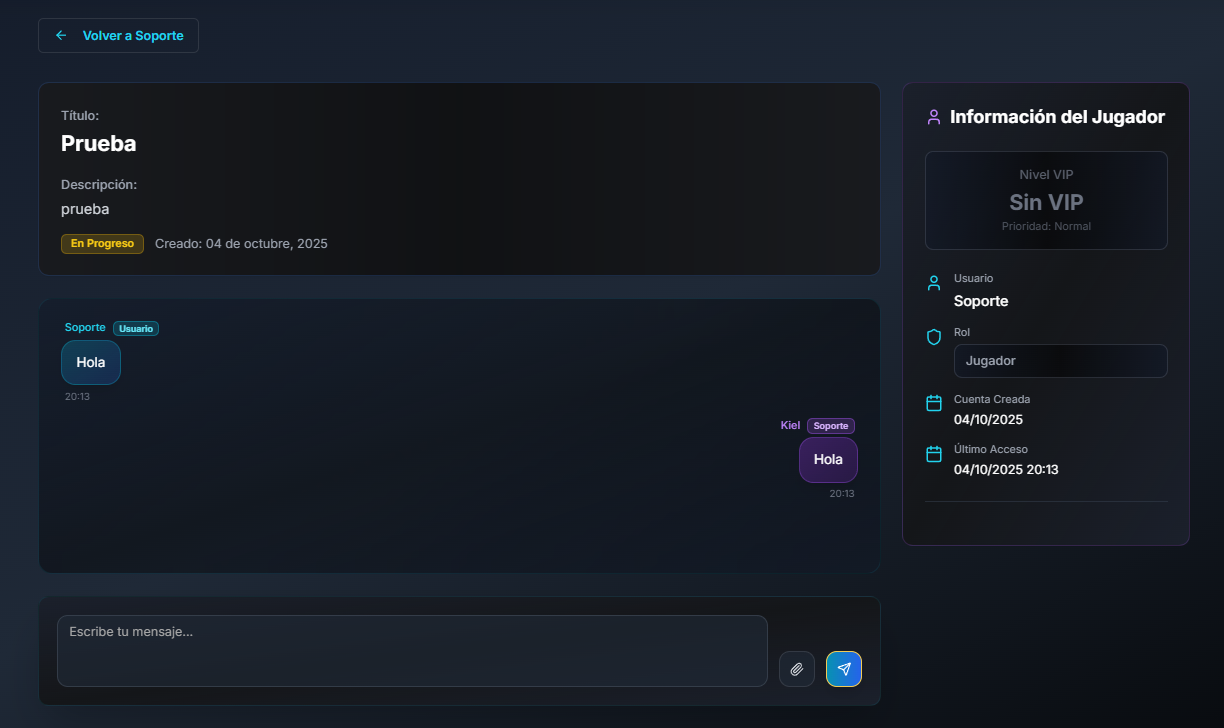 Volver a Soporte
Título:
Prueba
Descripción:
prueba
En Progreso Creado: 04 de octubre, 2025
Soporte Usuario
Hola
20:13
Kiel Soporte
Hola
20:13
Escribe tu mensaje...
Información del Jugador
Nivel VIP
Sin VIP
Prioridad: Normal
Usuario
Soporte
Rol
Jugador
Cuenta Creada
04/10/2025
Último Acceso
04/10/2025 20:13